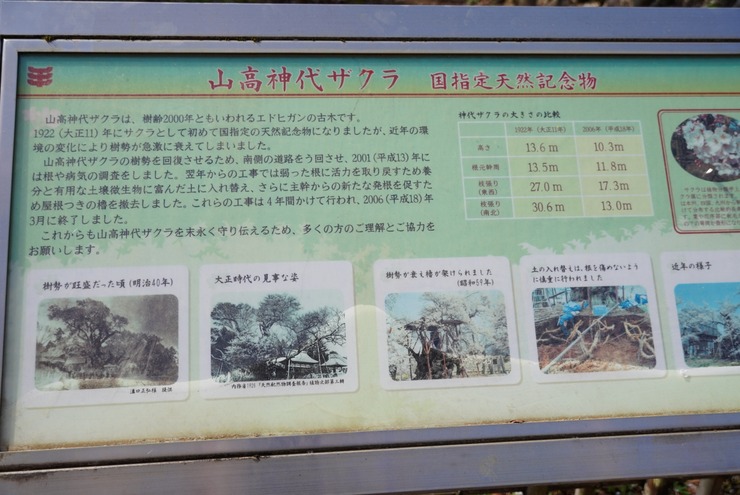 山高神代ザクラ 国指定天然記念物
山高神代ザクラは、樹齢2000年ともいわれるエドヒガンの古木です。
1922(大正11)年にサクラとして初めて国指定の天然記念物になりましたが、近年の環
境の変化により樹勢が急激に衰えてしまいました。
山高神代ザクラの樹勢を回復させるため、南側の道路をう回させ、2001(平成13)年に
は根や病気の調査をしました。翌年からの工事では弱った根に活力を取り戻すため養
分と有用な土壌微生物に富んだ土に入れ替え、さらに主幹からの新たな発根を促すた
め屋根つきの櫓を撤去しました。これらの工事は4年間かけて行われ、2006(平成18)年
3月に終了しました。
これからも山高神代ザクラを末永く守り伝えるため、多くの方のご理解とご協力を
お願いします。
神代ザクラの大きさの比較
1922年(大正11年) 2006年(平成18年)
高さ 13.6 m 10.3m
根元幹周 13.5m 11.8m
枝張り(東西) 27.0 m 17.3m
枝張り(南北) 30.6 m 13.0m
樹勢が旺盛だった頃(明治40年)
大正時代の見事な姿
樹勢が衰え櫓が架けられました
(昭和59年)
土の入れ替えは、根を傷めないよう
に慎重に行われました
近年の様子